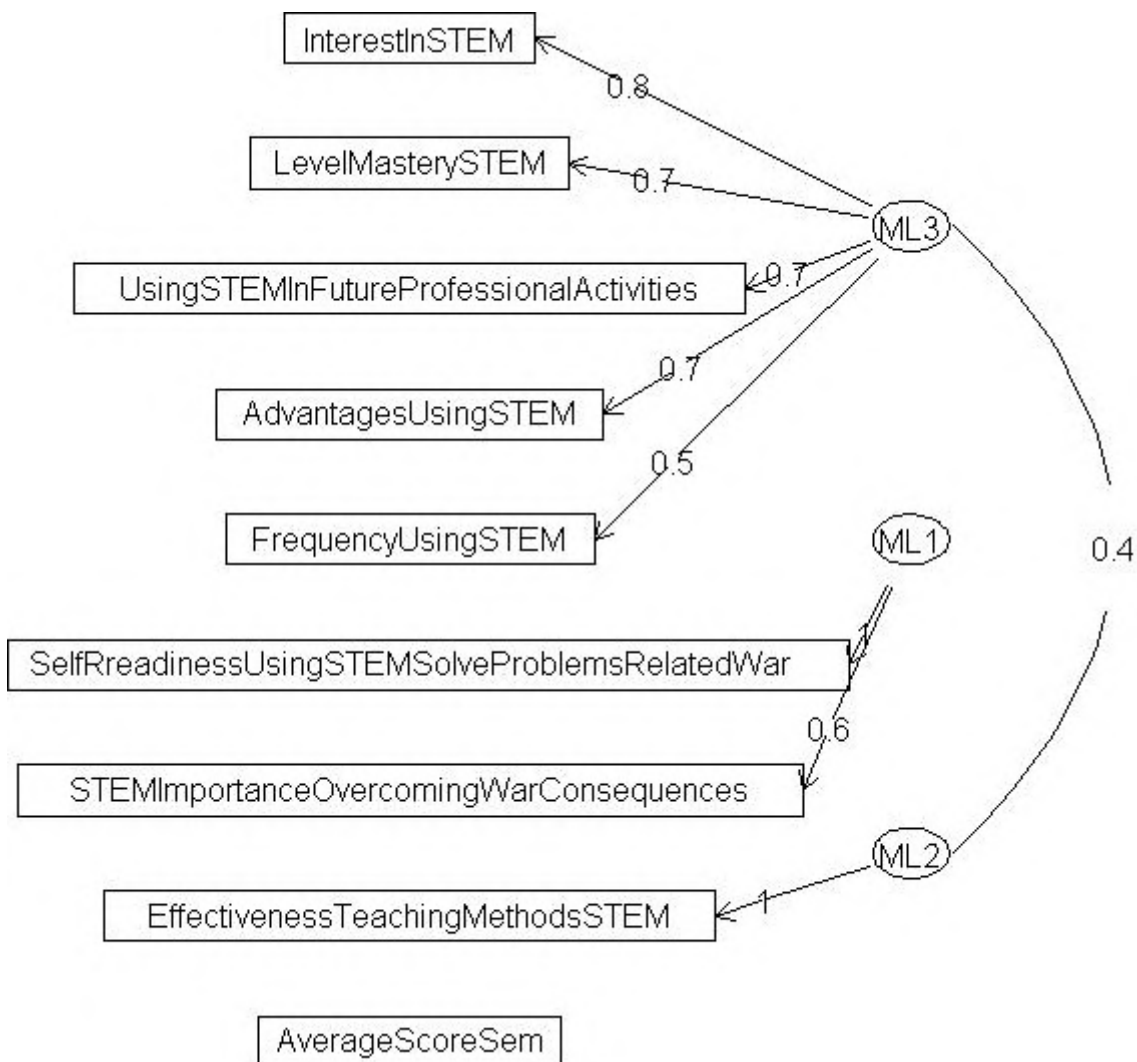 InterestInSTEM
0.8
LevelMasterySTEM
0.7
ML3
UsingSTEMInFutureProfessionalActivities
0.7
AdvantagesUsingSTEM
0.7
FrequencyUsingSTEM
0.5
ML1
0.4
SelfRreadinessUsingSTEMSolveProblemsRelatedWar
1
0.6
STEMImportanceOvercomingWarConsequences
ML2
EffectivenessTeachingMethodsSTEM
1
AverageScoreSem